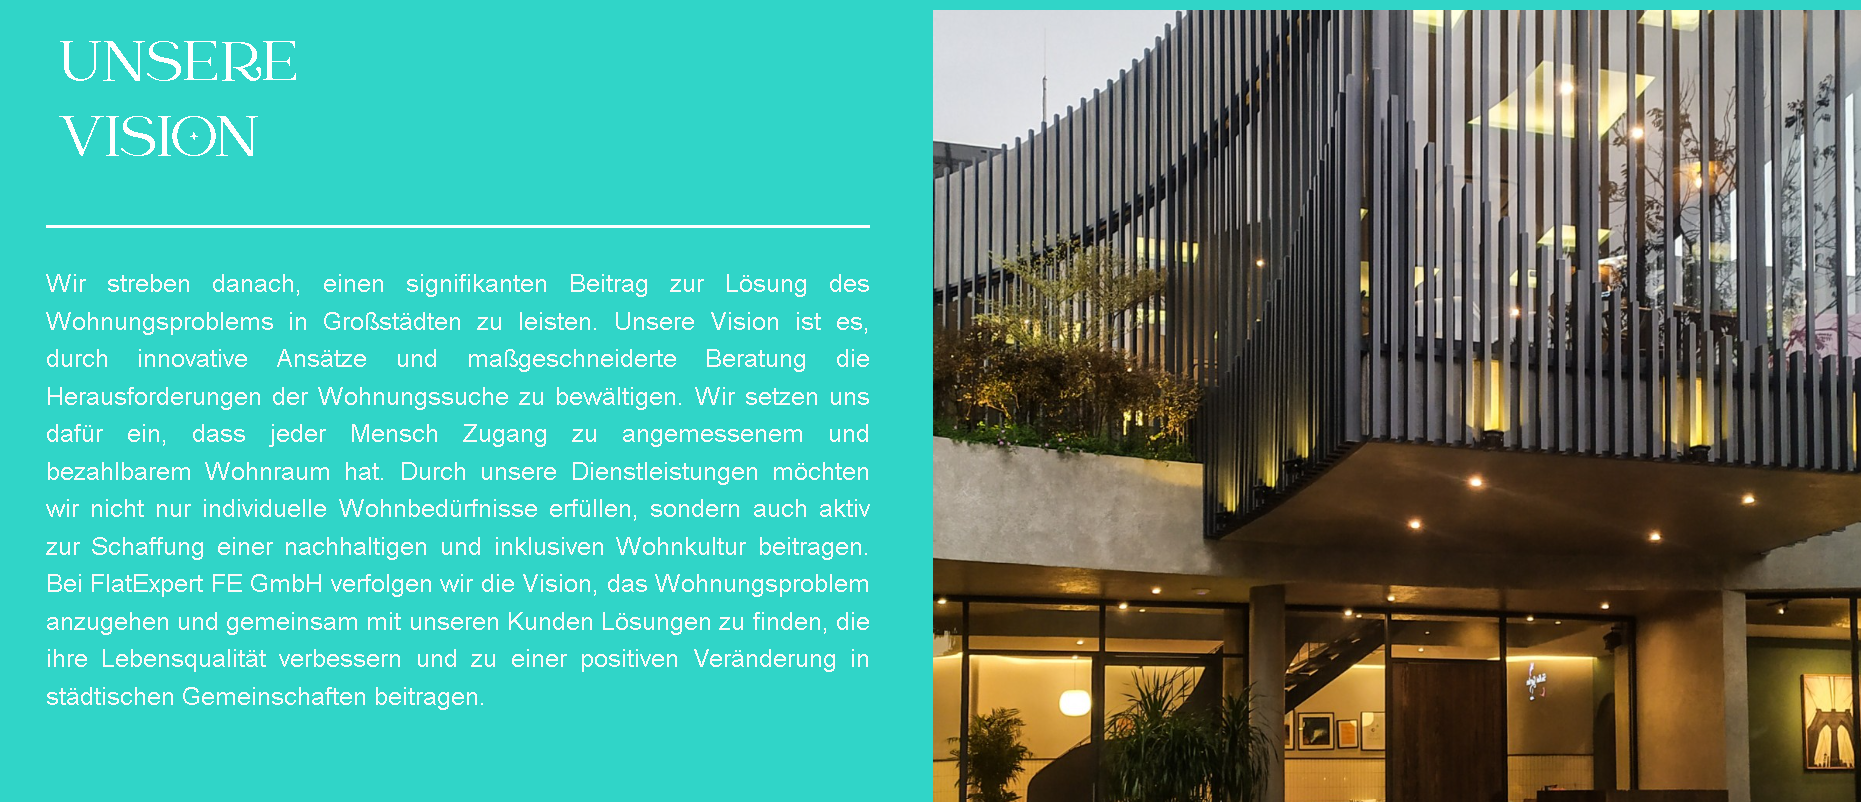 UNSERE
VISION
Wir streben danach, einen signifikanten Beitrag zur Lösung des
Wohnungsproblems in Großstädten zu leisten. Unsere Vision ist es,
durch innovative Ansätze und maßgeschneiderte Beratung die
Herausforderungen der Wohnungssuche zu bewältigen. Wir setzen uns
dafür ein, dass jeder Mensch Zugang zu angemessenem und
bezahlbarem Wohnraum hat. Durch unsere Dienstleistungen möchten
wir nicht nur individuelle Wohnbedürfnisse erfüllen, sondern auch aktiv
zur Schaffung einer nachhaltigen und inklusiven Wohnkultur beitragen.
Bei FlatExpert FE GmbH verfolgen wir die Vision, das Wohnungsproblem
anzugehen und gemeinsam mit unseren Kunden Lösungen zu finden, die
ihre Lebensqualität verbessern und zu einer positiven Veränderung in
städtischen Gemeinschaften beitragen.